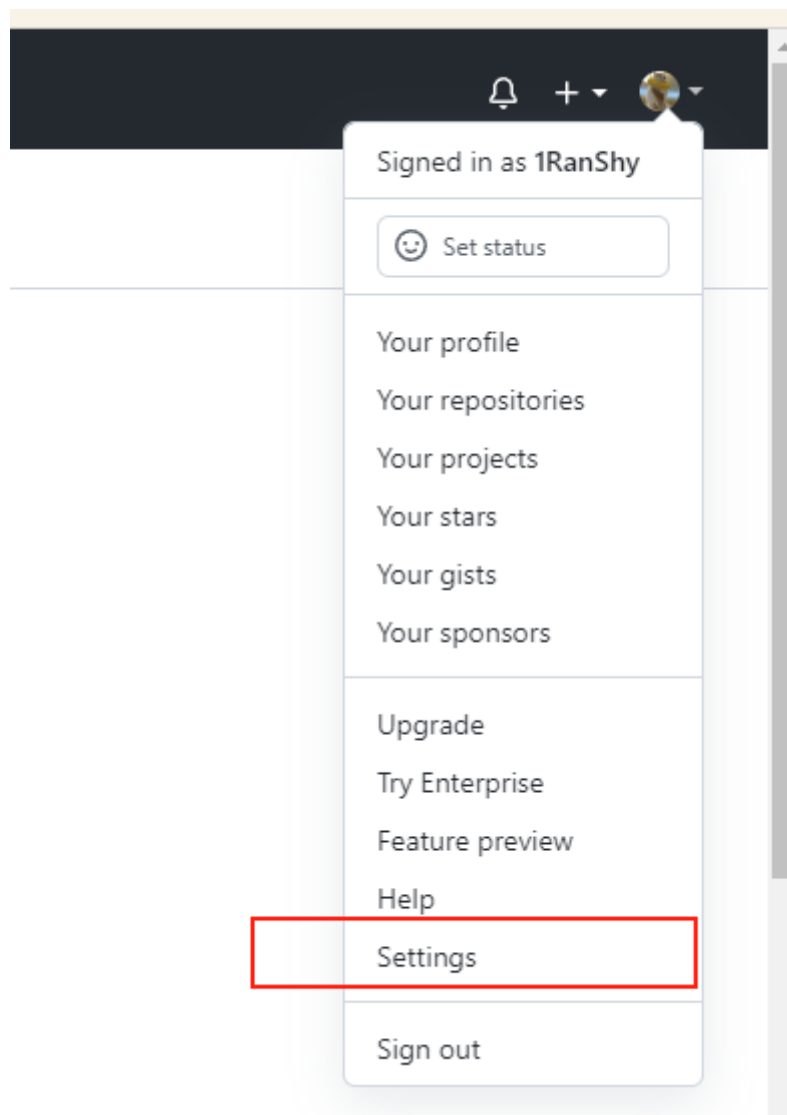 Signed in as 1RanShy
Set status
Your profile
Your repositories
Your projects
Your stars
Your gists
Your sponsors
Upgrade
Try Enterprise
Feature preview
Help
Settings
Sign out